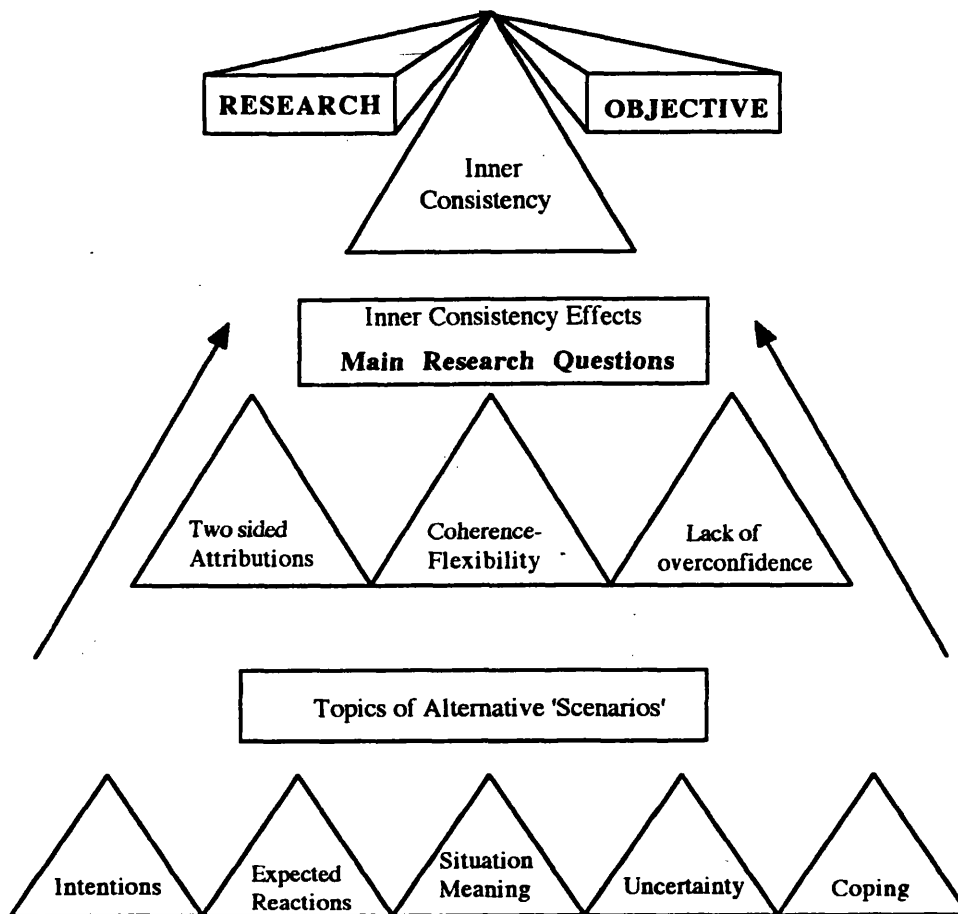 RESEARCH
OBJECTIVE
Inner
Consistency
Inner Consistency Effects
Main Research Questions
Two sided
Attributions
Coherence-
Flexibility
Lack of
overconfidence
Topics of Alternative 'Scenarios'
Intentions
Expected
Reactions
Situation
Meaning
Uncertainty
Coping